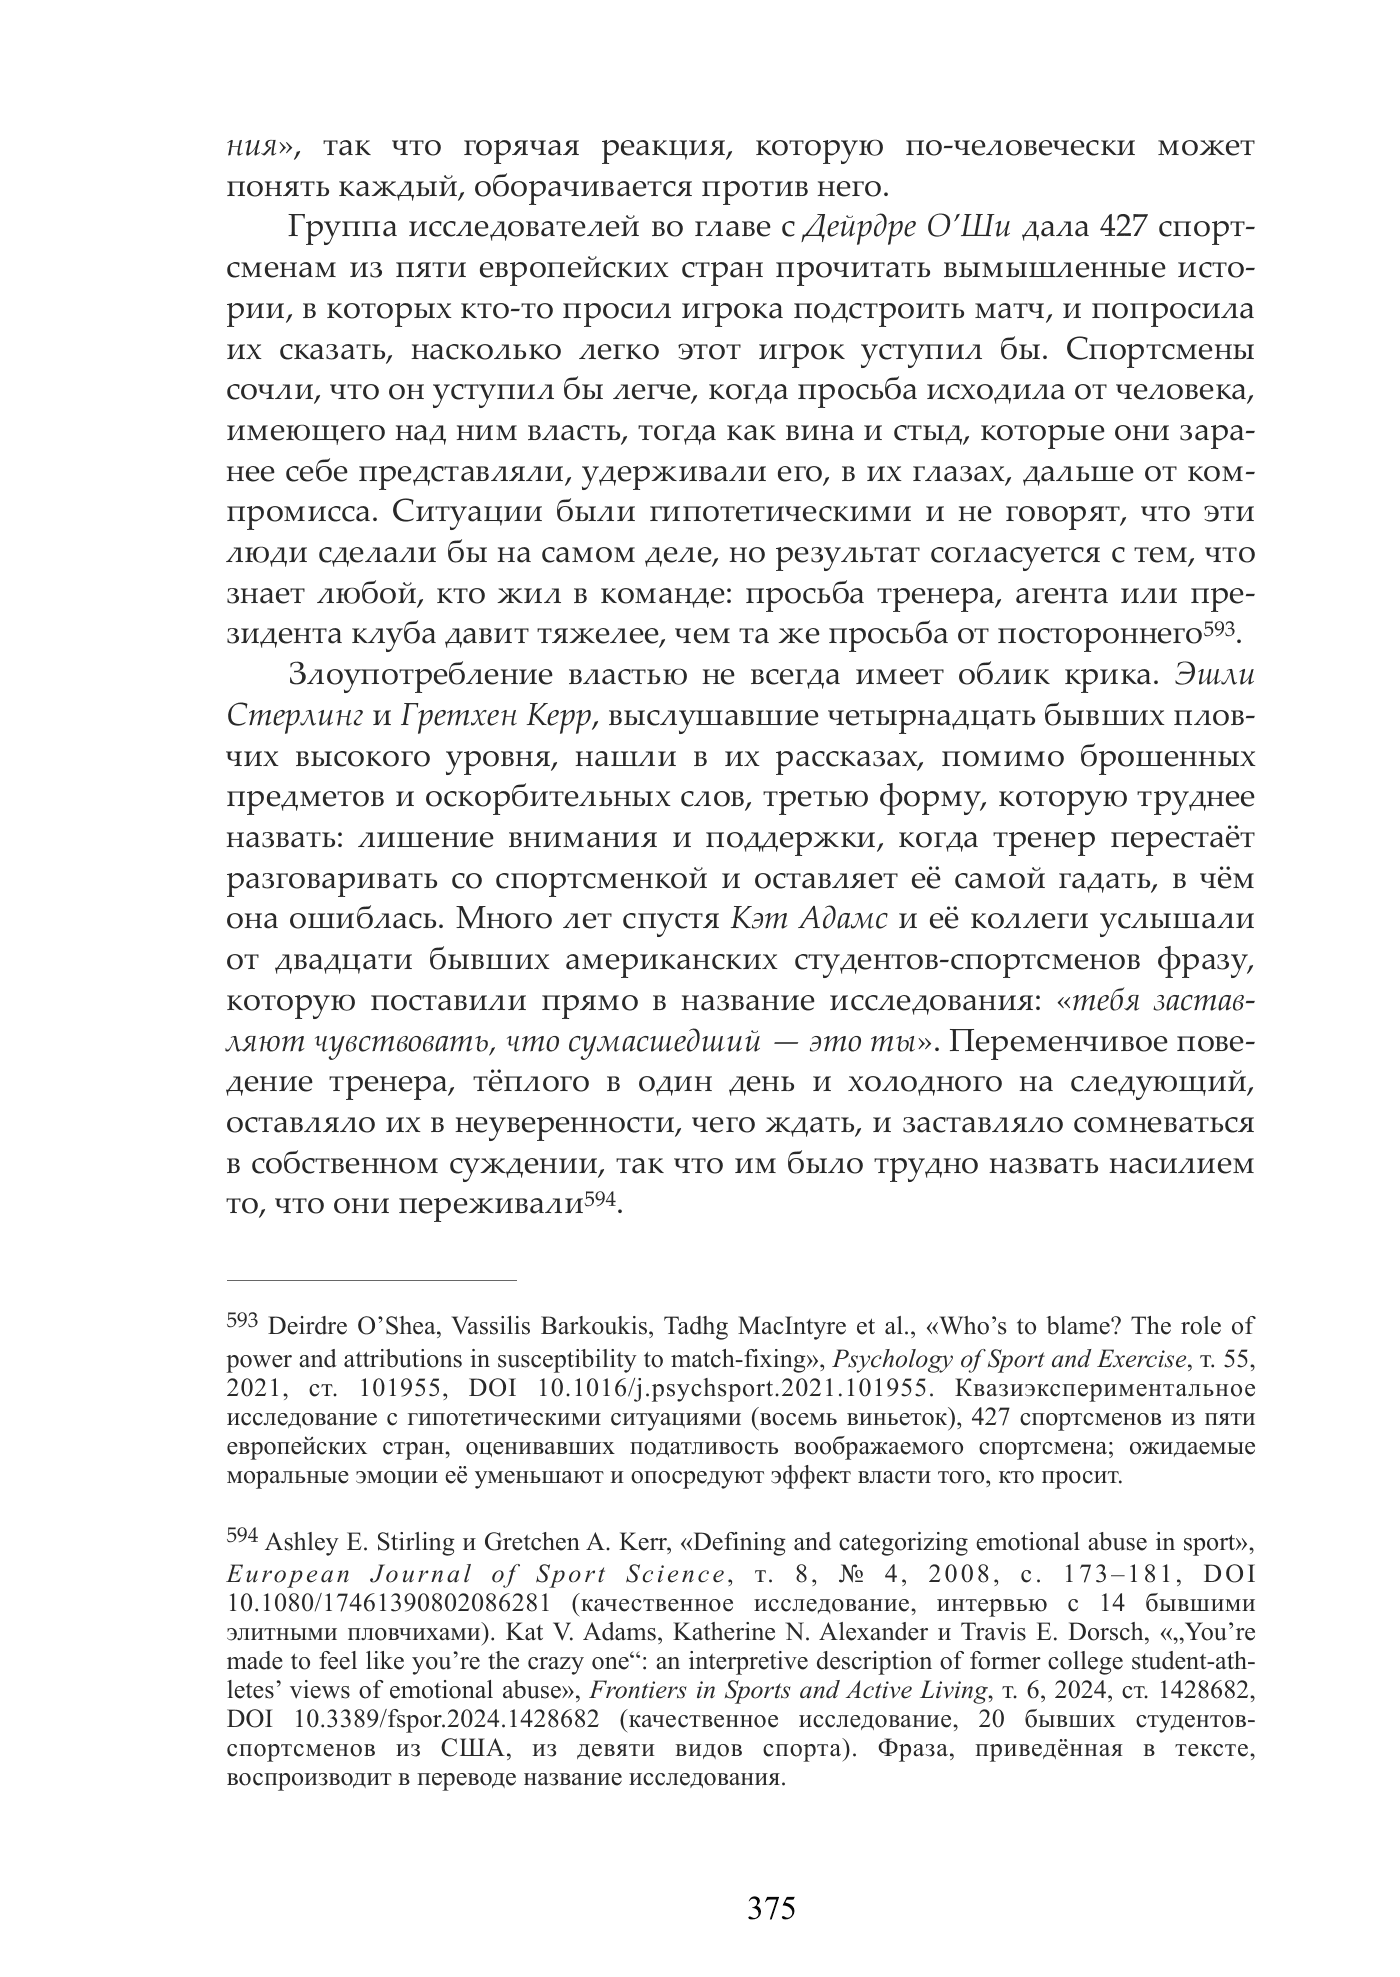 ния», так что горячая реакция, которую по-человечески может
понять каждый, оборачивается против него.
Группа исследователей во главе с Дейрдре О’Ши дала 427 спорт-
сменам из пяти европейских стран прочитать вымышленные исто-
рии, в которых кто-то просил игрока подстроить матч, и попросила
их сказать, насколько легко этот игрок уступил бы. Спортсмены
сочли, что он уступил бы легче, когда просьба исходила от человека,
имеющего над ним власть, тогда как вина и стыд, которые они зара-
нее себе представляли, удерживали его, в их глазах, дальше от ком-
промисса. Ситуации были гипотетическими и не говорят, что эти
люди сделали бы на самом деле, но результат согласуется с тем, что
знает любой, кто жил в команде: просьба тренера, агента или пре-
зидента клуба давит тяжелее, чем та же просьба от постороннего593.
Злоупотребление властью не всегда имеет облик крика. Эшли
Стерлинг и Гретхен Керр, выслушавшие четырнадцать бывших плов-
чих высокого уровня, нашли в их рассказах, помимо брошенных
предметов и оскорбительных слов, третью форму, которую труднее
назвать: лишение внимания и поддержки, когда тренер перестаёт
разговаривать со спортсменкой и оставляет её самой гадать, в чём
она ошиблась. Много лет спустя Кэт Адамс и её коллеги услышали
от двадцати бывших американских студентов-спортсменов фразу,
которую поставили прямо в название исследования: «тебя застав-
ляют чувствовать, что сумасшедший — это ты». Переменчивое пове-
дение тренера, тёплого в один день и холодного на следующий,
оставляло их в неуверенности, чего ждать, и заставляло сомневаться
в собственном суждении, так что им было трудно назвать насилием
то, что они переживали594.
593 Deirdre O’Shea, Vassilis Barkoukis, Tadhg MacIntyre et al., «Who’s to blame? The role of
power and attributions in susceptibility to match-fixing», Psychology of Sport and Exercise, т. 55,
2021, ст. 101955, DOI 10.1016/j.psychsport.2021.101955. Квазиэкспериментальное
исследование с гипотетическими ситуациями (восемь виньеток), 427 спортсменов из пяти
европейских стран, оценивавших податливость воображаемого спортсмена; ожидаемые
моральные эмоции её уменьшают и опосредуют эффект власти того, кто просит.
594 Ashley E. Stirling и Gretchen A. Kerr, «Defining and categorizing emotional abuse in sport»,
European Journal of Sport Science, т. 8, № 4, 2008, с. 173–181, DOI
10.1080/17461390802086281 (качественное исследование, интервью с 14 бывшими
элитными пловчихами). Kat V. Adams, Katherine N. Alexander и Travis E. Dorsch, «„You’re
made to feel like you’re the crazy one“: an interpretive description of former college student-ath-
letes’ views of emotional abuse», Frontiers in Sports and Active Living, т. 6, 2024, ст. 1428682,
DOI 10.3389/fspor.2024.1428682 (качественное исследование, 20 бывших студентов-
спортсменов из США, из девяти видов спорта). Фраза, приведённая в тексте,
воспроизводит в переводе название исследования.
375